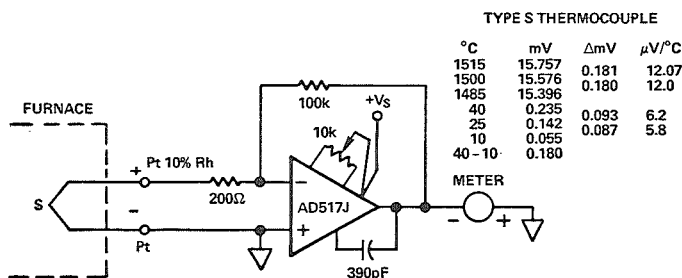 TYPE S THERMOCOUPLE
°C mV ΔmV μV/°C
1515 15.757
0.181 12.07
1500 15.576
0.180 12.0
1485 15.396
40 0.235
0.093 6.2
25 0.142
0.087 5.8
10 0.055
40-10 0.180
FURNACE
100k
+VS
10k
+ Pt 10% Rh
200Ω
S
-
Pt
-
+
AD517J
390pF
METER
- +